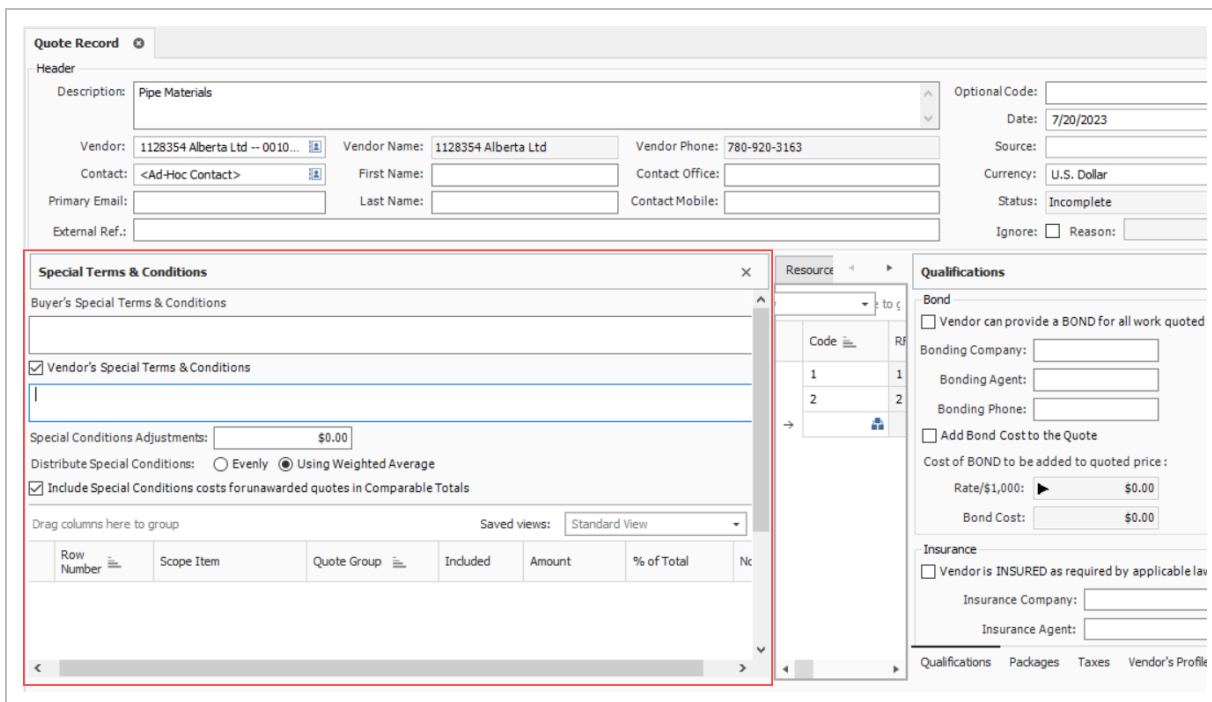 Quote Record
Header
Description: Pipe Materials
Optional Code:
Date: 7/20/2023
Vendor: 1128354 Alberta Ltd -- 0010... Vendor Name: 1128354 Alberta Ltd Vendor Phone: 780-920-3163 Source:
Contact: <Ad-Hoc Contact> First Name: Contact Office: Currency: U.S. Dollar
Primary Email: Last Name: Contact Mobile: Status: Incomplete
External Ref.: Ignore: Reason:
Special Terms & Conditions
Buyer's Special Terms & Conditions
Vendor's Special Terms & Conditions
Special Conditions Adjustments: $0.00
Distribute Special Conditions: Evenly Using Weighted Average
Include Special Conditions costs forunawarded quotes in Comparable Totals
Drag columns here to group Saved views: Standard View
Row Number Scope Item Quote Group Included Amount % of Total
Resource
to
Code
1 1
2 2
Qualifications
Bond
Vendor can provide a BOND for all work quoted
Bonding Company:
Bonding Agent:
Bonding Phone:
Add Bond Cost to the Quote
Cost of BOND to be added to quoted price :
Rate/$1,000: $0.00
Bond Cost: $0.00
Insurance
Vendor is INSURED as required by applicable
Insurance Company:
Insurance Agent:
Qualifications Packages Taxes Vendor's Profile